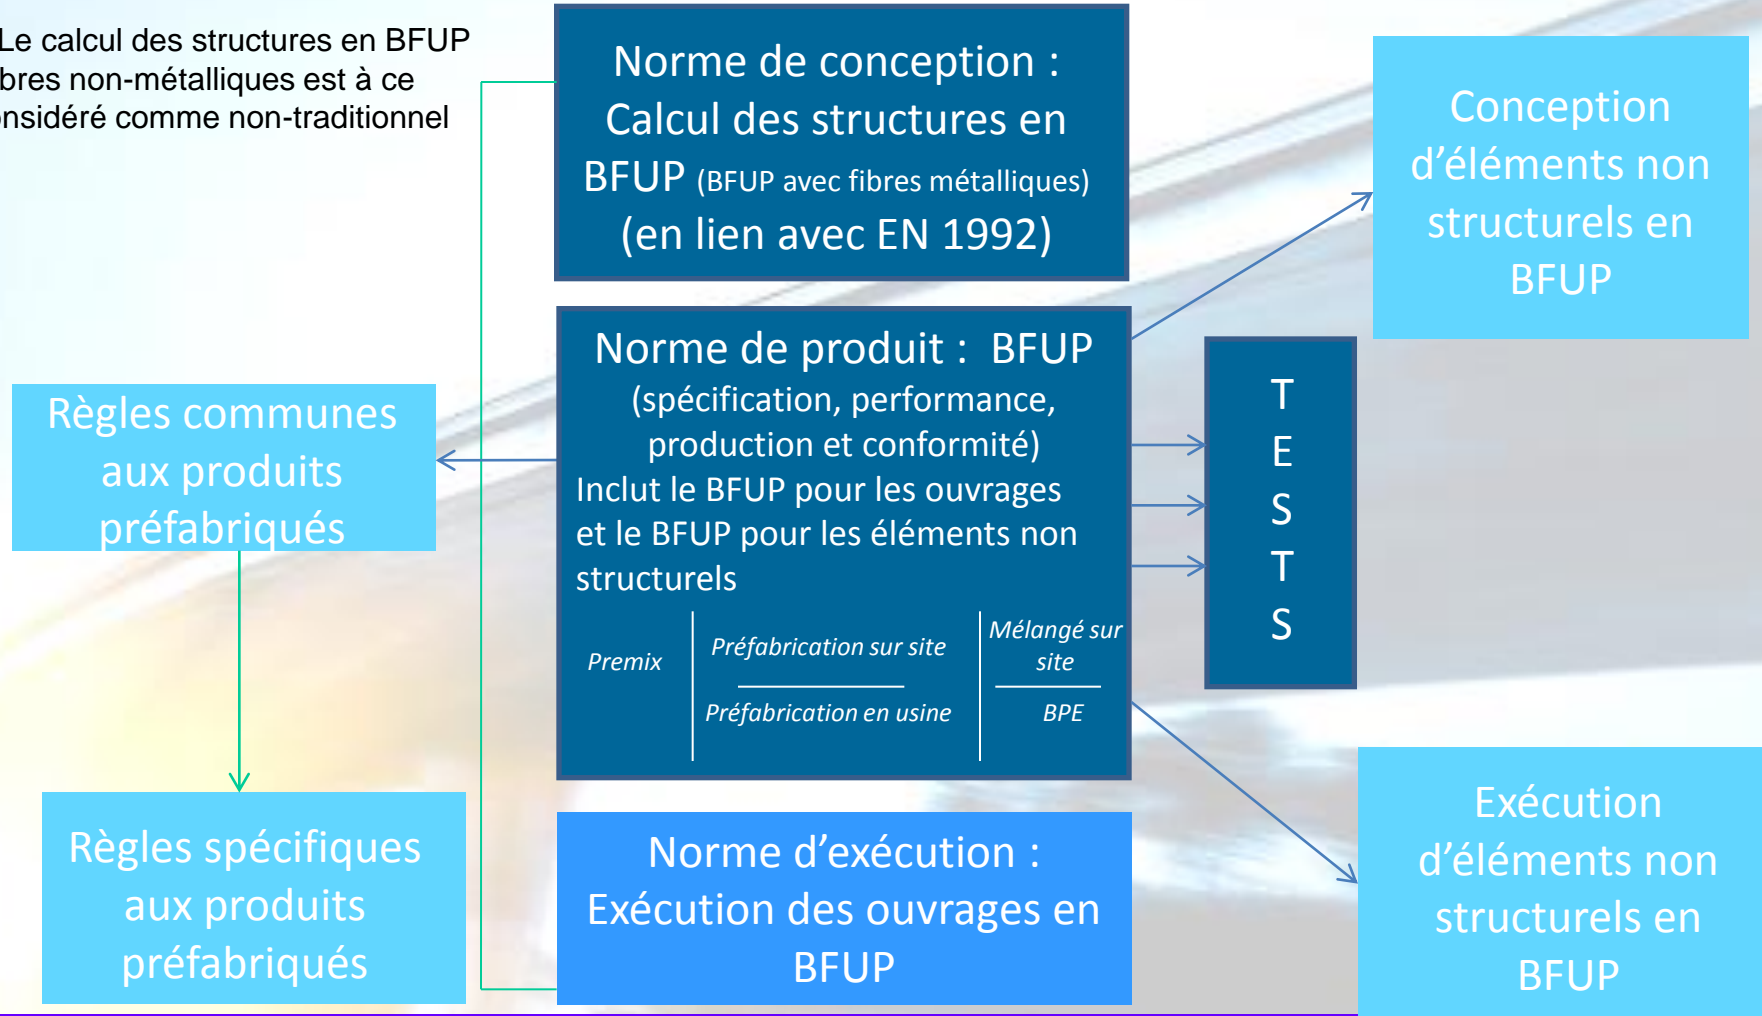 Le calcul des structures en BFUP
non-métalliques est à ce
comme non-traditionnel
Norme de conception :
Calcul des structures en
BFUP (BFUP avec fibres métalliques)
(en lien avec EN 1992)
Conception
d’éléments non
structurels en
BFUP
Norme de produit : BFUP
(spécification, performance,
production et conformité)
Inclut le BFUP pour les ouvrages
et le BFUP pour les éléments non
structurels
Premix
Préfabrication sur site
Préfabrication en usine
Mélangé sur
site
BPE
T
E
S
T
S
Règles communes
aux produits
préfabriqués
Règles spécifiques
aux produits
préfabriqués
Norme d’exécution :
Exécution des ouvrages en
BFUP
Exécution
d’éléments non
structurels en
BFUP